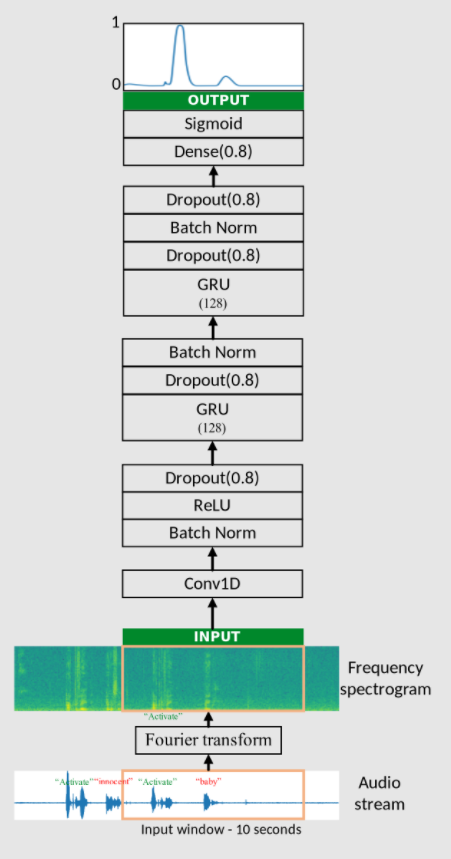 1
0
OUTPUT
Sigmoid
Dense(0.8)
Dropout(0.8)
Batch Norm
Dropout(0.8)
GRU
(128)
Batch Norm
Dropout(0.8)
GRU
(128)
Dropout(0.8)
ReLU
Batch Norm
Conv1D
INPUT
Frequency
spectrogram
“Activate”
Fourier transform
“Activate” “innocent” “Activate” “baby”
Audio
stream
Input window - 10 seconds